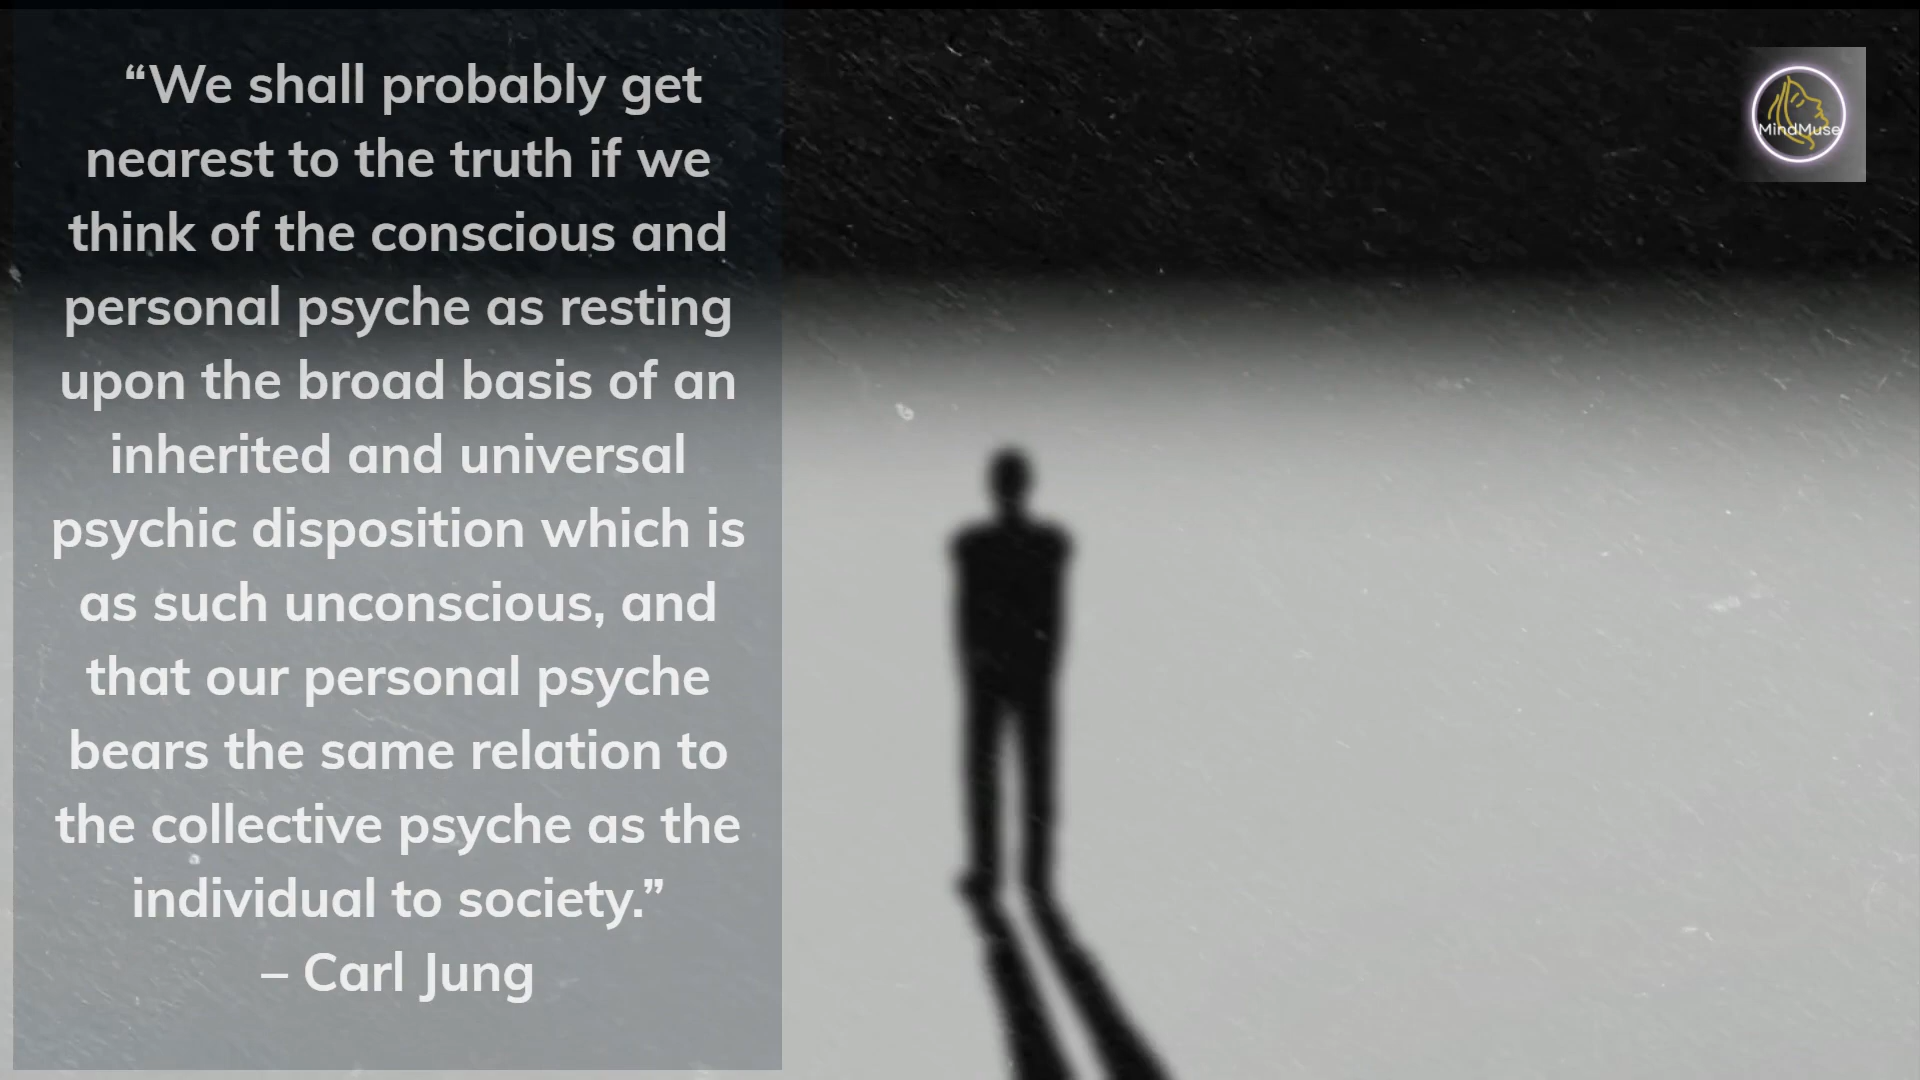 “We shall probably get
nearest to the truth if we
think of the conscious and
personal psyche as resting
upon the broad basis of an
inherited and universal
psychic disposition which is
as such unconscious, and
that our personal psyche
bears the same relation to
the collective psyche as the
individual to society.”
– Carl Jung
MindMuse